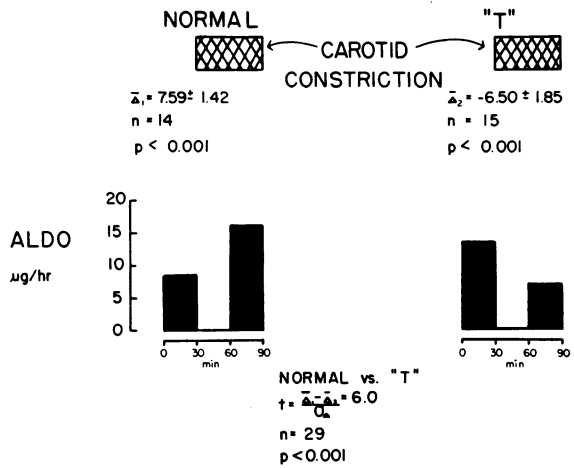 NORMAL
"T"
CAROTID
CONSTRICTION
Δ̄₁= 7.59± 1.42
n = 14
p < 0.001
Δ̄₂= -6.50 ± 1.85
n = 15
p < 0.001
ALDO
µg/hr
20
15
10
5
0
0 30 60 90
min
0 30 60 90
min
NORMAL vs. "T"
t = Δ̄₁-Δ̄₂ = 6.0
n = 29
p<0.001